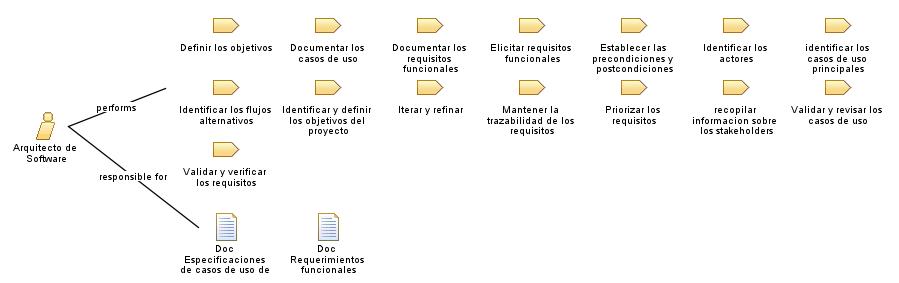 Definir los objetivos
Documentar los
casos de uso
Documentar los
requisitos
funcionales
Elicitar requisitos
funcionales
Establecer las
precondiciones y
postcondiciones
Identificar los
actores
identificar los
casos de uso
principales
performs
Identificar los flujos
alternativos
Identificar y definir
los objetivos del
proyecto
Iterar y refinar
Mantener la
trazabilidad de los
requisitos
Priorizar los
requisitos
recopilar
informacion sobre
los stakeholders
Validar y revisar los
casos de uso
Arquitecto de
Software
responsible for
Validar y verificar
los requisitos
Doc
Especificaciones
de casos de uso de
Doc
Requerimientos
funcionales